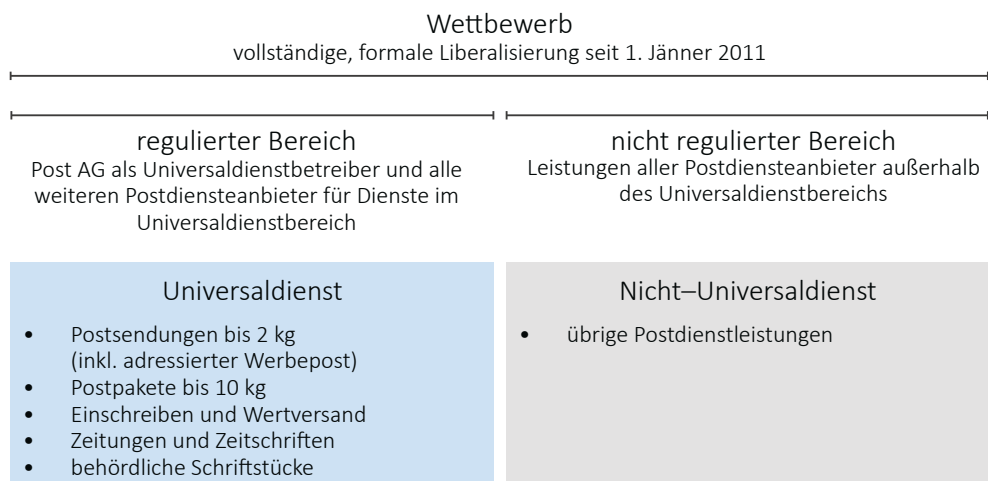 Wettbewerb
vollständige, formale Liberalisierung seit 1. Jänner 2011
regulierter Bereich
Post AG als Universaldienstbetreiber und alle
weiteren Postdiensteanbieter für Dienste im
Universaldienstbereich
nicht regulierter Bereich
Leistungen aller Postdiensteanbieter außerhalb
des Universaldienstbereichs
Universaldienst
• Postsendungen bis 2 kg
(inkl. adressierter Werbepost)
• Postpakete bis 10 kg
• Einschreiben und Wertversand
• Zeitungen und Zeitschriften
• behördliche Schriftstücke
Nicht–Universaldienst
• übrige Postdienstleistungen